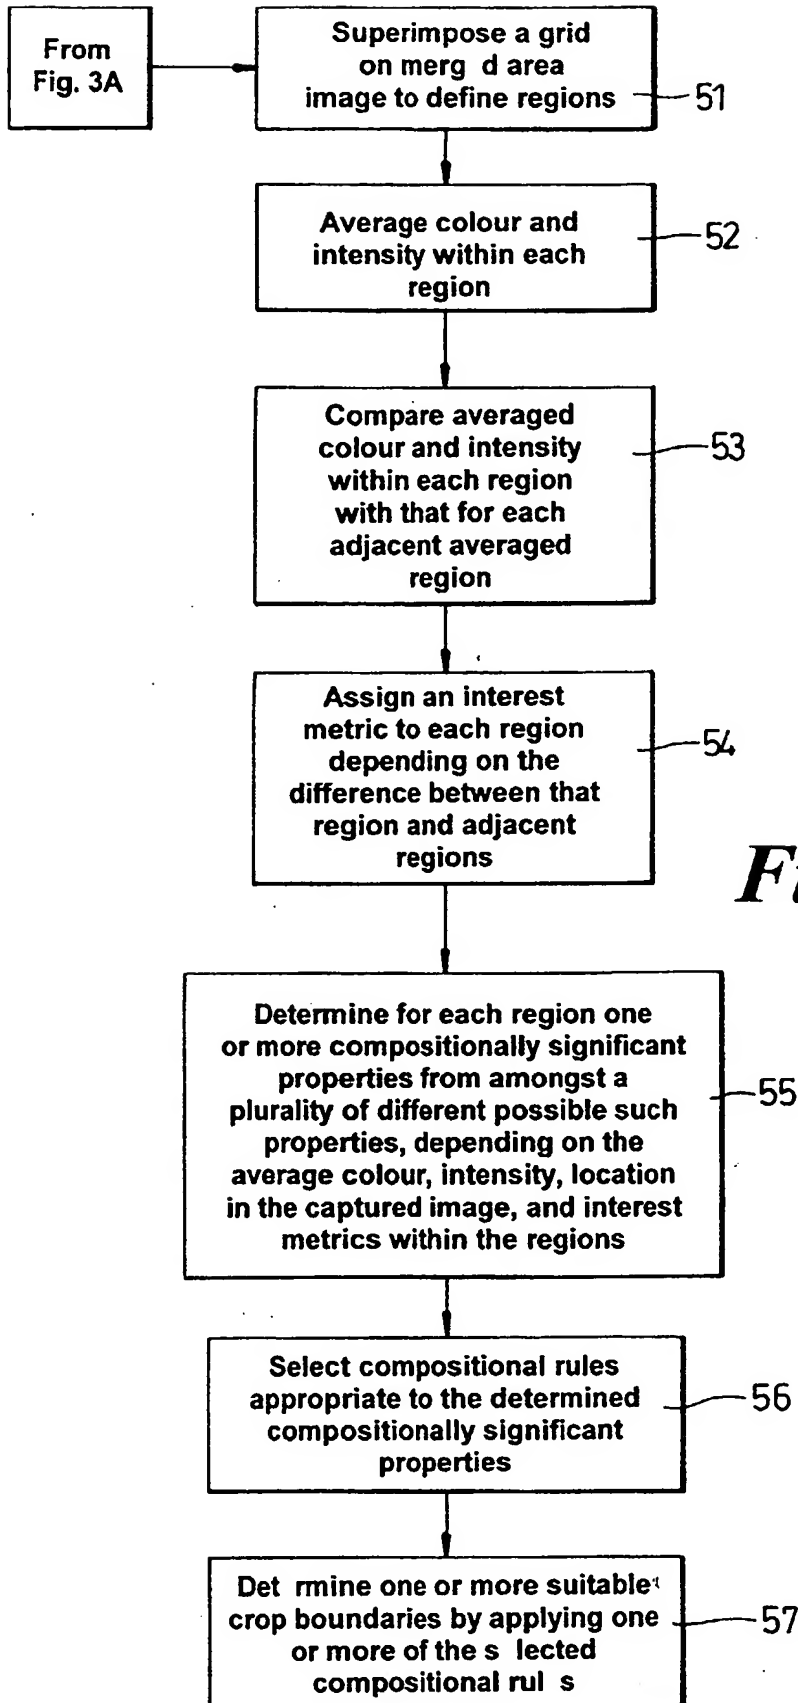 From
Fig. 3A
Superimpose a grid
on merg d area
image to define regions
51
Average colour and
intensity within each
region
52
Compare averaged
colour and intensity
within each region
with that for each
adjacent averaged
region
53
Assign an interest
metric to each region
depending on the
difference between that
region and adjacent
regions
54
Determine for each region one
or more compositionally significant
properties from amongst a
plurality of different possible such
properties, depending on the
average colour, intensity, location
in the captured image, and interest
metrics within the regions
55
Select compositional rules
appropriate to the determined
compositionally significant
properties
56
Det rmine one or more suitable
crop boundaries by applying one
or more of the s lected
compositional rul s
57